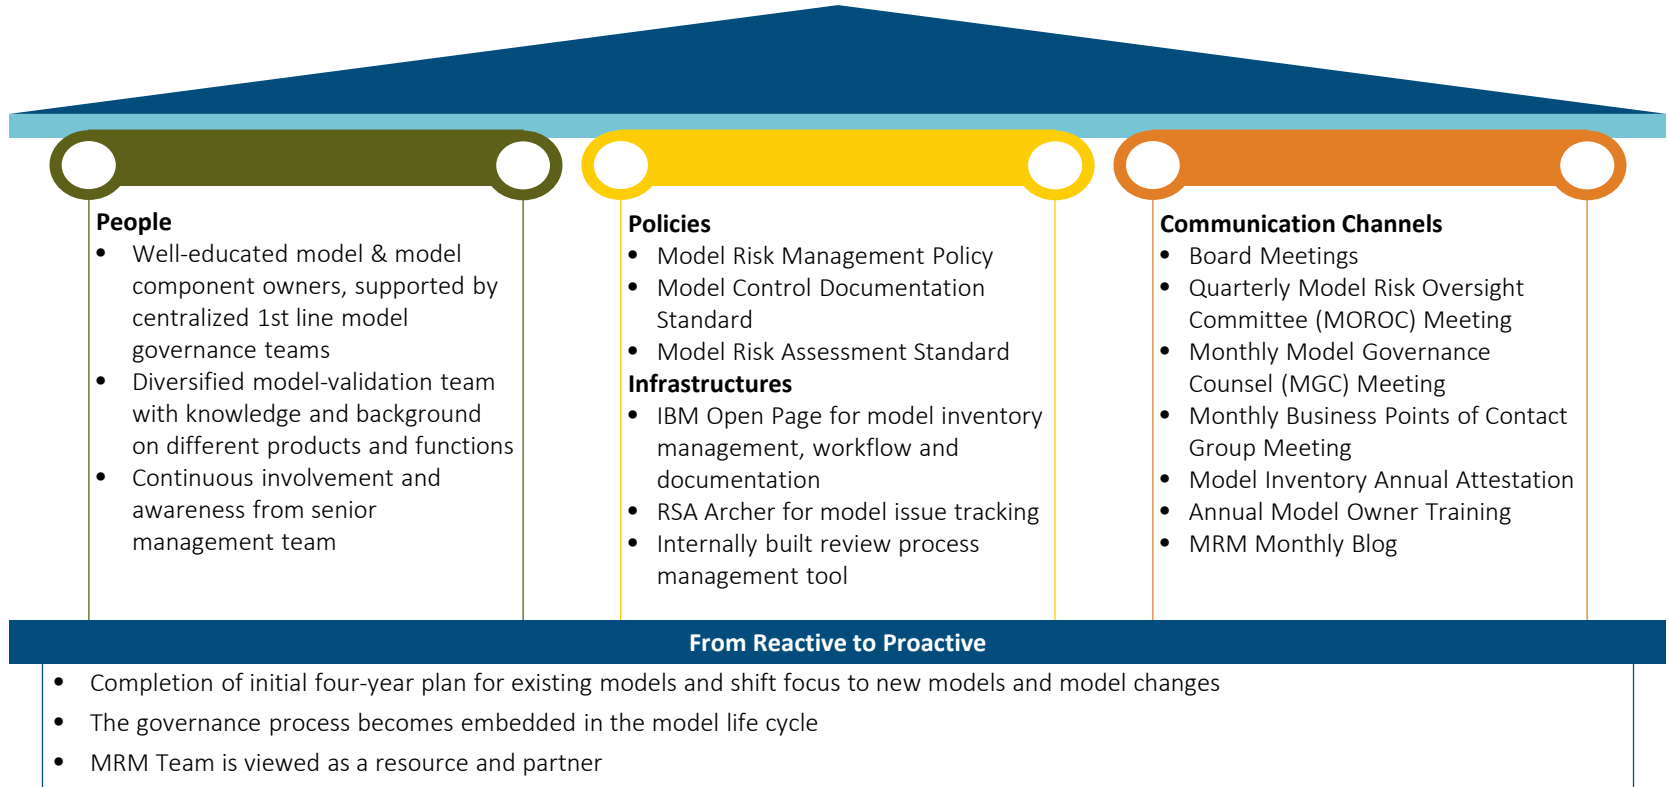 People
• Well-educated model & model
component owners, supported by
centralized 1st line model
governance teams
• Diversified model-validation team
with knowledge and background
on different products and functions
• Continuous involvement and
awareness from senior
management team
Policies
• Model Risk Management Policy
• Model Control Documentation
Standard
• Model Risk Assessment Standard
Infrastructures
• IBM Open Page for model inventory
management, workflow and
documentation
• RSA Archer for model issue tracking
• Internally built review process
management tool
Communication Channels
• Board Meetings
• Quarterly Model Risk Oversight
Committee (MOROC) Meeting
• Monthly Model Governance
Counsel (MGC) Meeting
• Monthly Business Points of Contact
Group Meeting
• Model Inventory Annual Attestation
• Annual Model Owner Training
• MRM Monthly Blog
From Reactive to Proactive
• Completion of initial four-year plan for existing models and shift focus to new models and model changes
• The governance process becomes embedded in the model life cycle
• MRM Team is viewed as a resource and partner